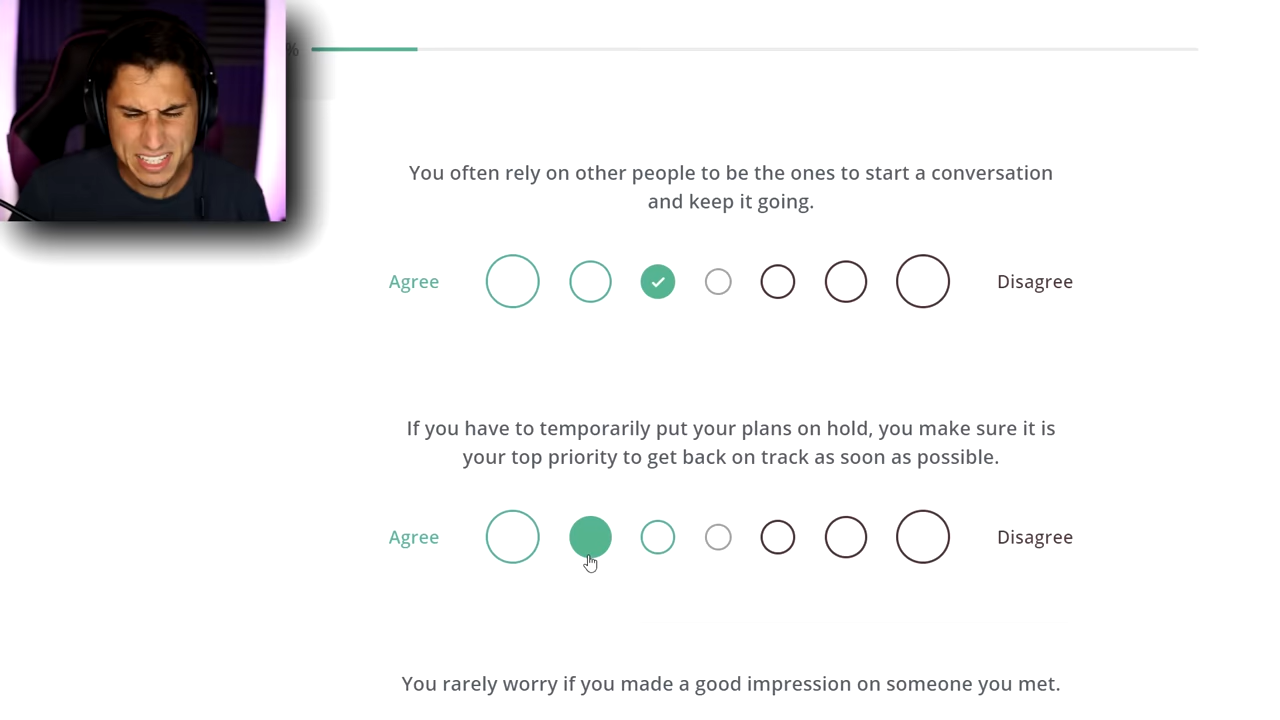 %
You often rely on other people to be the ones to start a conversation
and keep it going.
Agree Disagree
If you have to temporarily put your plans on hold, you make sure it is
your top priority to get back on track as soon as possible.
Agree Disagree
You rarely worry if you made a good impression on someone you met.